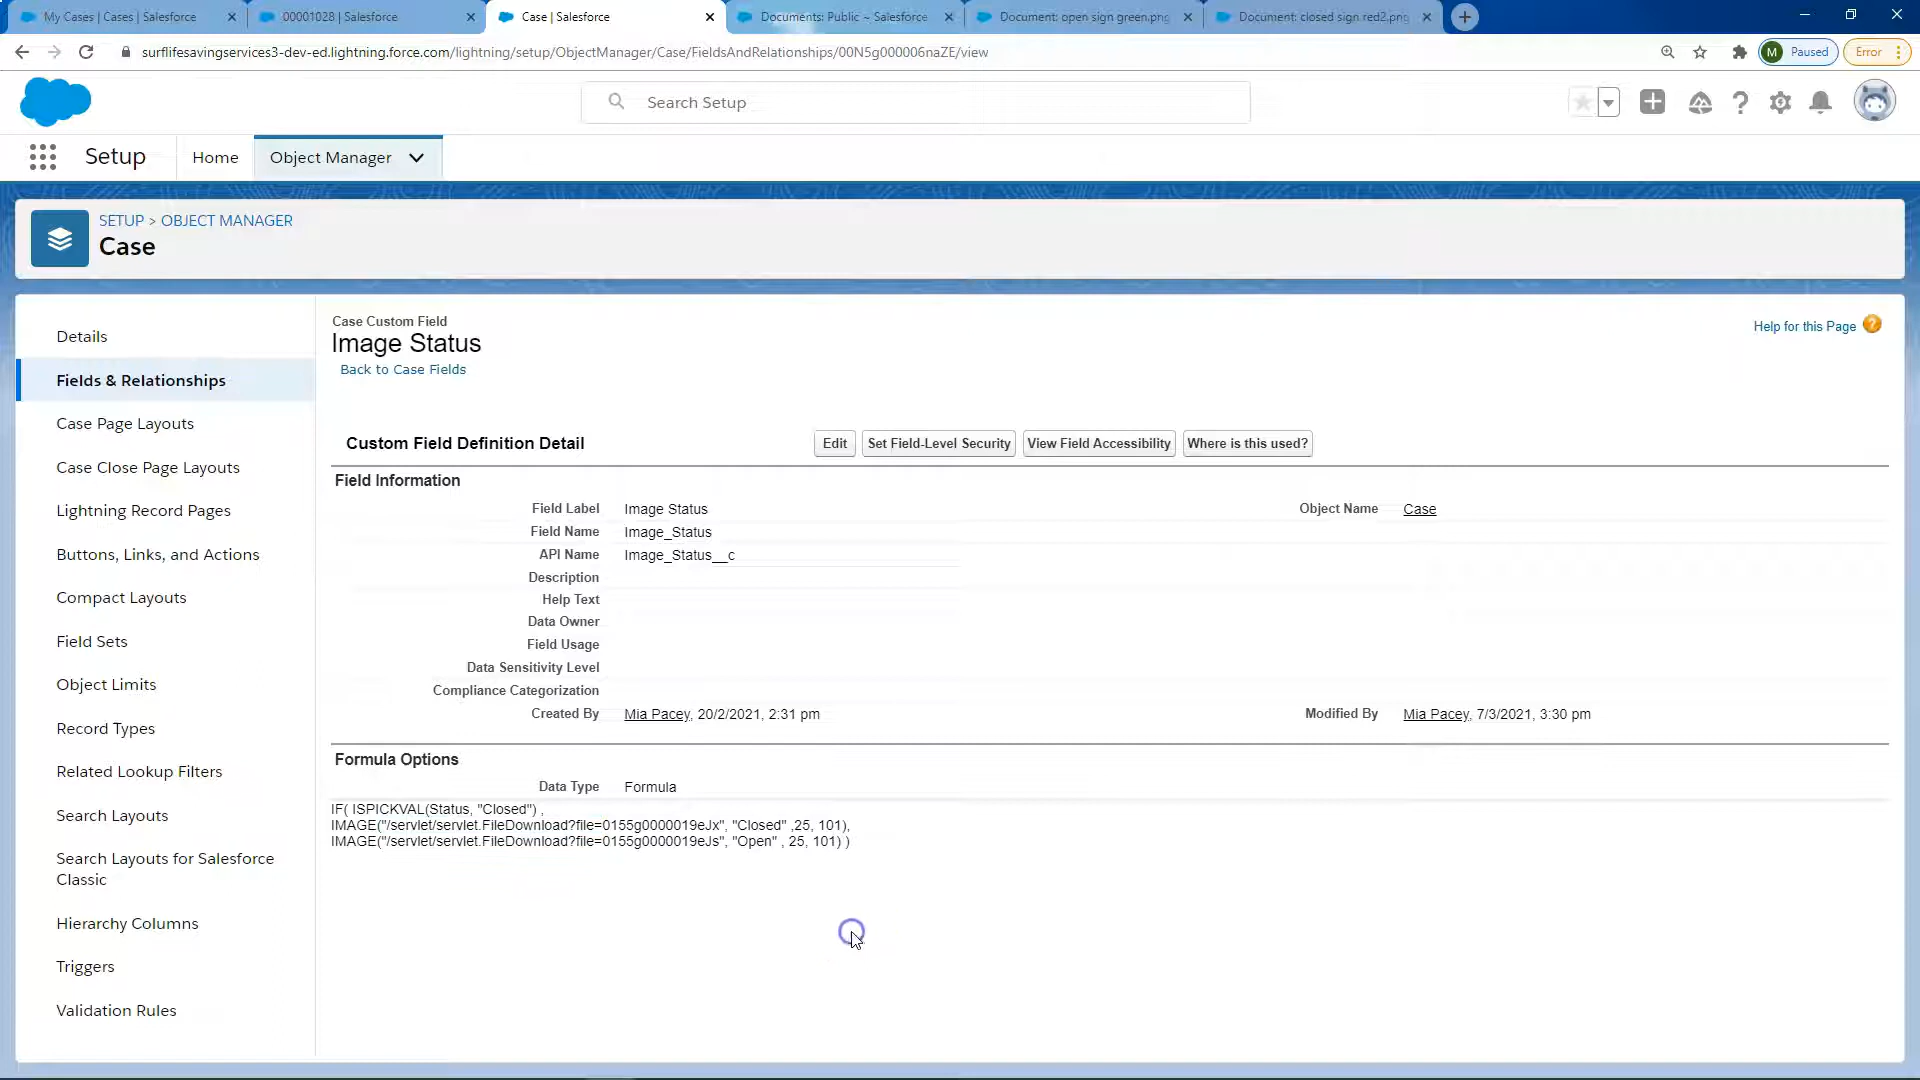 My Cases | Cases | Salesforce
00001028 | Salesforce
Case | Salesforce
Documents: Public ~ Salesforce
Document: open sign green.png
Document: closed sign red2.png
surflifesavingservices3-dev-ed.lightning.force.com/lightning/setup/ObjectManager/Case/FieldsAndRelationships/00N5g000006naZE/view
M Paused
Error
Search Setup
Setup
Home
Object Manager
SETUP > OBJECT MANAGER
Case
Details
Fields & Relationships
Case Page Layouts
Case Close Page Layouts
Lightning Record Pages
Buttons, Links, and Actions
Compact Layouts
Field Sets
Object Limits
Record Types
Related Lookup Filters
Search Layouts
Search Layouts for Salesforce
Classic
Hierarchy Columns
Triggers
Validation Rules
Case Custom Field
Image Status
Back to Case Fields
Help for this Page ?
Custom Field Definition Detail
Edit
Set Field-Level Security
View Field Accessibility
Where is this used?
Field Information
Field Label Image Status
Object Name Case
Field Name Image_Status
API Name Image_Status__c
Description
Help Text
Data Owner
Field Usage
Data Sensitivity Level
Compliance Categorization
Created By Mia Pacey, 20/2/2021, 2:31 pm
Modified By Mia Pacey, 7/3/2021, 3:30 pm
Formula Options
Data Type Formula
IF( ISPICKVAL(Status, "Closed") ,
IMAGE("/servlet/servlet.FileDownload?file=0155g0000019eJx", "Closed" ,25, 101),
IMAGE("/servlet/servlet.FileDownload?file=0155g0000019eJs", "Open" , 25, 101) )